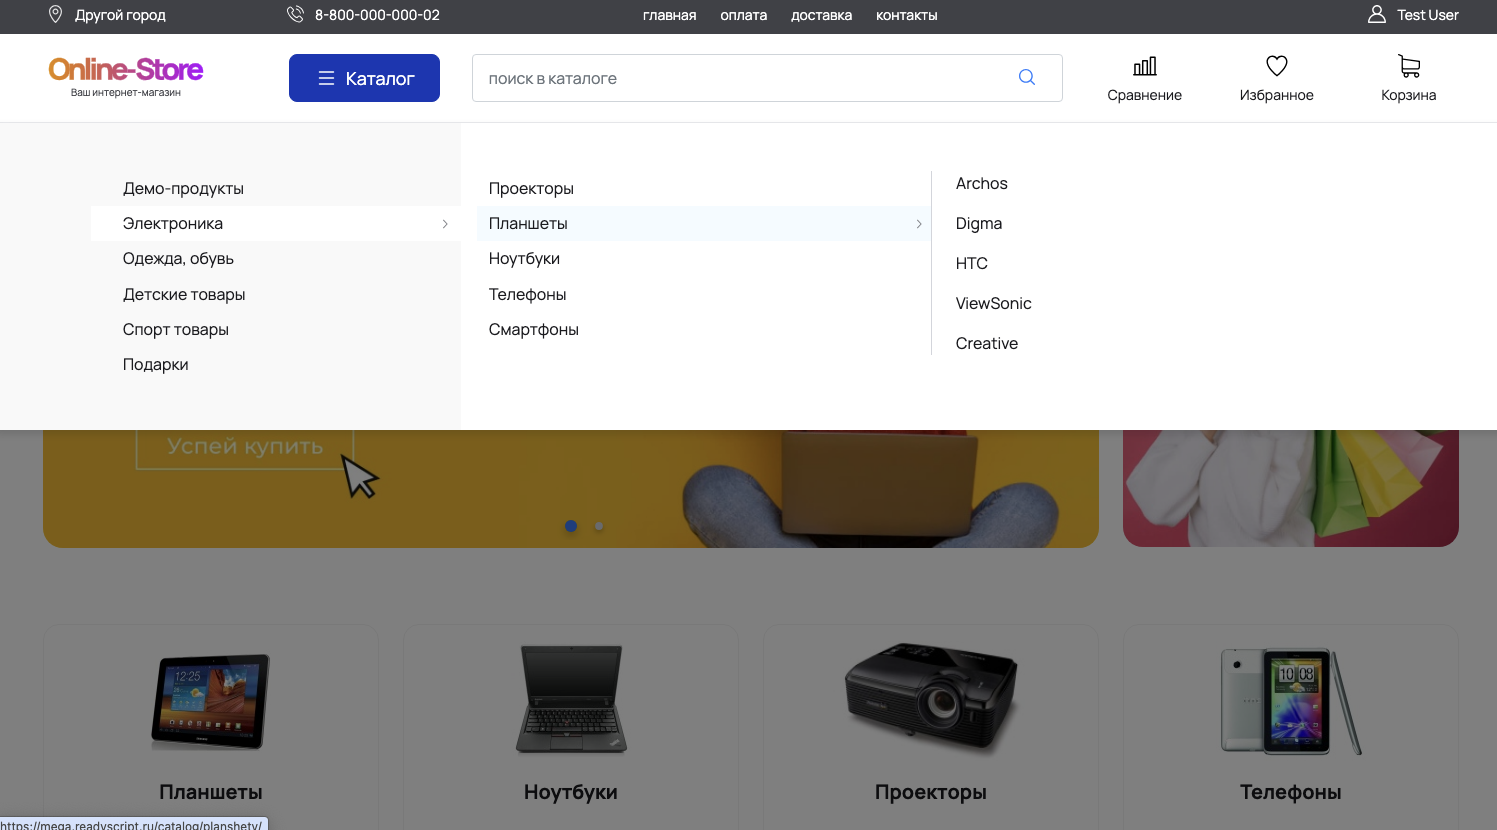 Другой город
8-800-000-000-02
главная оплата доставка контакты
Test User
Online-Store
Ваш интернет-магазин
Каталог
поиск в каталоге
Сравнение
Избранное
Корзина
Демо-продукты
Электроника
Одежда, обувь
Детские товары
Спорт товары
Подарки
Проекторы
Планшеты
Ноутбуки
Телефоны
Смартфоны
Archos
Digma
HTC
ViewSonic
Creative
Успей купить
12:25
10 08
Планшеты
Ноутбуки
Проекторы
Телефоны
https://mega.readyscript.ru/catalog/planshety/